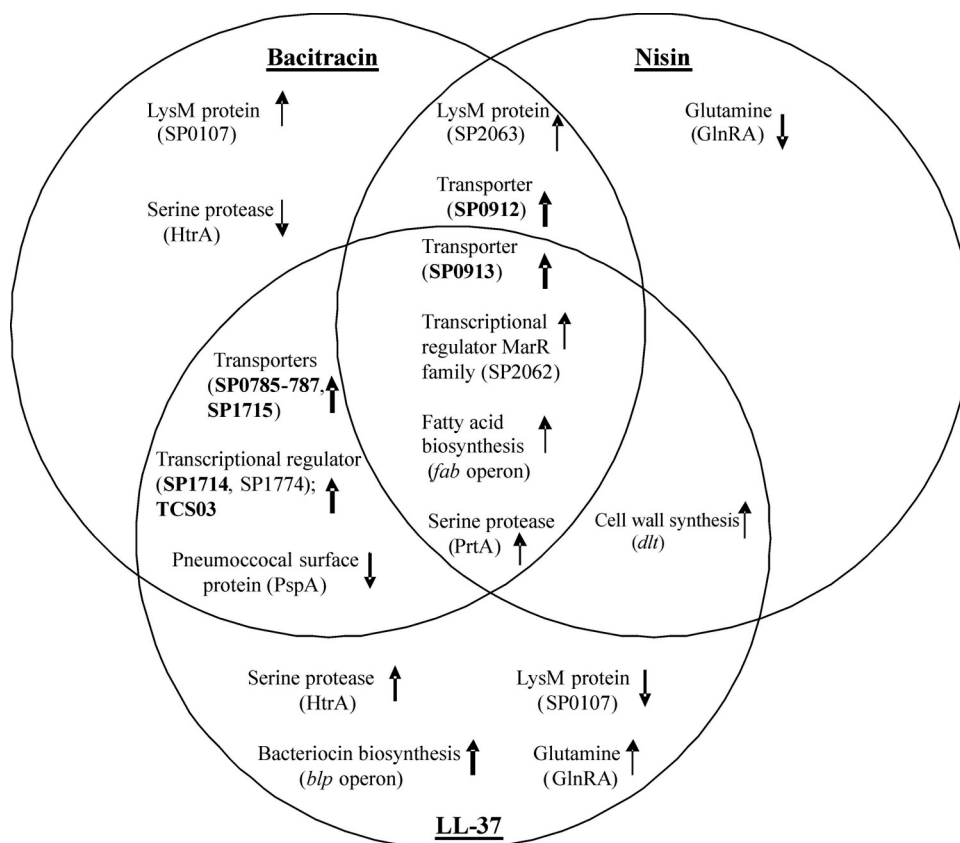 Bacitracin
Nisin
LysM protein
(SP0107)
LysM protein
(SP2063)
Glutamine
(GlnRA)
Serine protease
(HtrA)
Transporter
(SP0912)
Transporter
(SP0913)
Transcriptional
regulator MarR
family (SP2062)
Transporters
(SP0785-787,
SP1715)
Fatty acid
biosynthesis
(fab operon)
Transcriptional regulator
(SP1714, SP1774);
TCS03
Serine protease
(PrtA)
Cell wall synthesis
(dlt)
Pneumoccocal surface
protein (PspA)
Serine protease
(HtrA)
LysM protein
(SP0107)
Bacteriocin biosynthesis
(blp operon)
Glutamine
(GlnRA)
LL-37